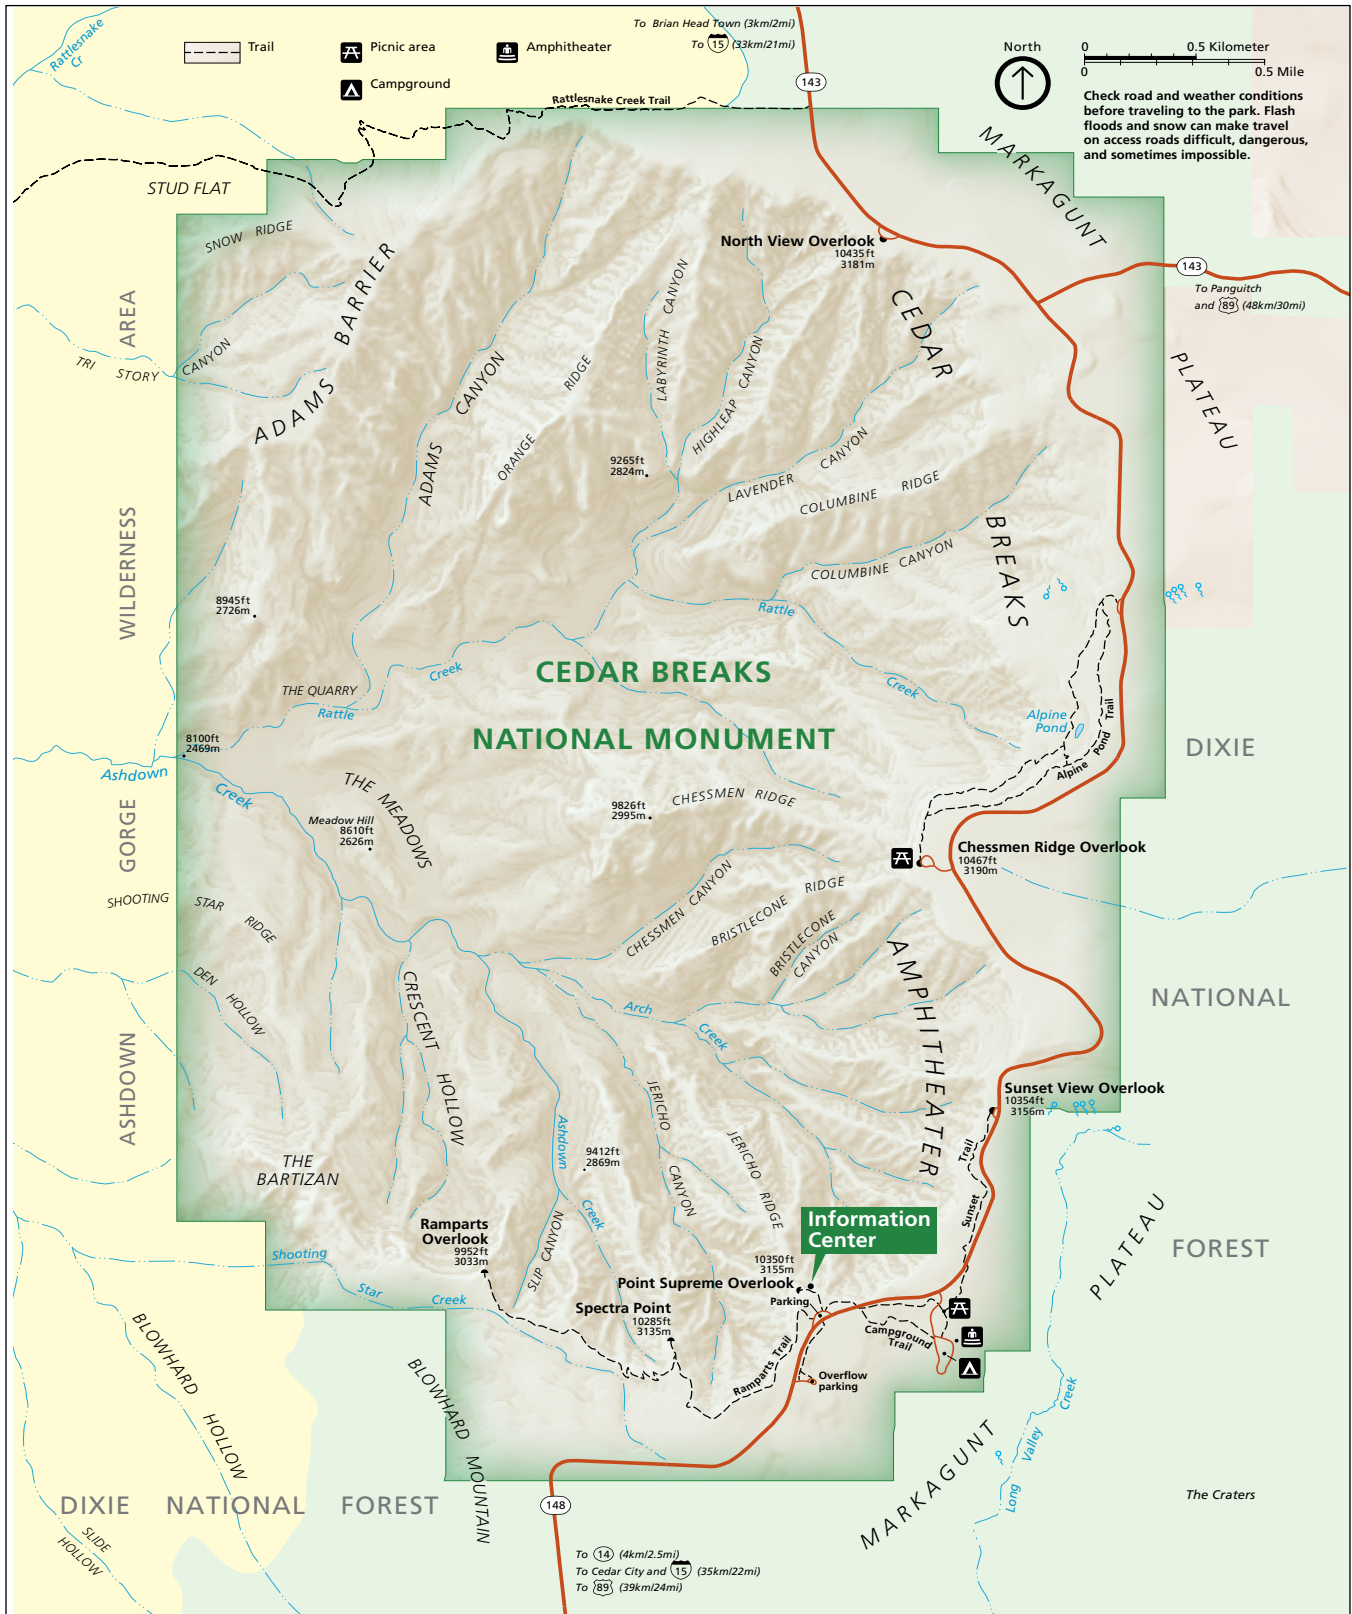 Rattlesnake
Cr
Trail
Picnic area
Campground
Amphitheater
To Brian Head Town (3km/2mi)
To 15 (33km/21mi)
143
North
0 0.5 Kilometer
0 0.5 Mile
Check road and weather conditions
before traveling to the park. Flash
floods and snow can make travel
on access roads difficult, dangerous,
and sometimes impossible.
Rattlesnake Creek Trail
MARKAGUNT
PLATEAU
STUD FLAT
SNOW RIDGE
North View Overlook
10435ft
3181m
143
To Panguitch
and 89 (48km/30mi)
ADAMS BARRIER
TRI STORY CANYON
ADAMS CANYON
ORANGE RIDGE
LABYRINTH CANYON
HIGHLEAP CANYON
CEDAR
BREAKS
AMPHITHEATER
9265ft
2824m
LAVENDER CANYON
COLUMBINE RIDGE
COLUMBINE CANYON
8945ft
2726m
Rattle
Creek
CEDAR BREAKS
NATIONAL MONUMENT
THE QUARRY
Rattle
Creek
8100ft
2469m
Ashdown
Creek
Alpine
Pond
Alpine Pond Trail
DIXIE
NATIONAL
FOREST
THE MEADOWS
Meadow Hill
8610ft
2626m
9826ft
2995m
CHESSMEN RIDGE
Chessmen Ridge Overlook
10467ft
3190m
CHESSMEN CANYON
BRISTLECONE RIDGE
BRISTLECONE
CANYON
ASHDOWN GORGE WILDERNESS AREA
SHOOTING STAR RIDGE
DEN HOLLOW
CRESCENT HOLLOW
Arch
Creek
JERICHO CANYON
JERICHO RIDGE
Sunset View Overlook
10354ft
3156m
Sunset Trail
Ashdown
Creek
9412ft
2869m
THE
BARTIZAN
Ramparts
Overlook
9952ft
3033m
SLIP CANYON
Information
Center
10350ft
3155m
Point Supreme Overlook
Parking
Spectra Point
10285ft
3135m
Ramparts Trail
Campground
Trail
Overflow
parking
Shooting
Star
Creek
BLOWHARD HOLLOW
BLOWHARD MOUNTAIN
DIXIE NATIONAL FOREST
SLIDE
HOLLOW
148
To 14 (4km/2.5mi)
To Cedar City and 15 (35km/22mi)
To 89 (39km/24mi)
MARKAGUNT
PLATEAU
Long Valley Creek
The Craters